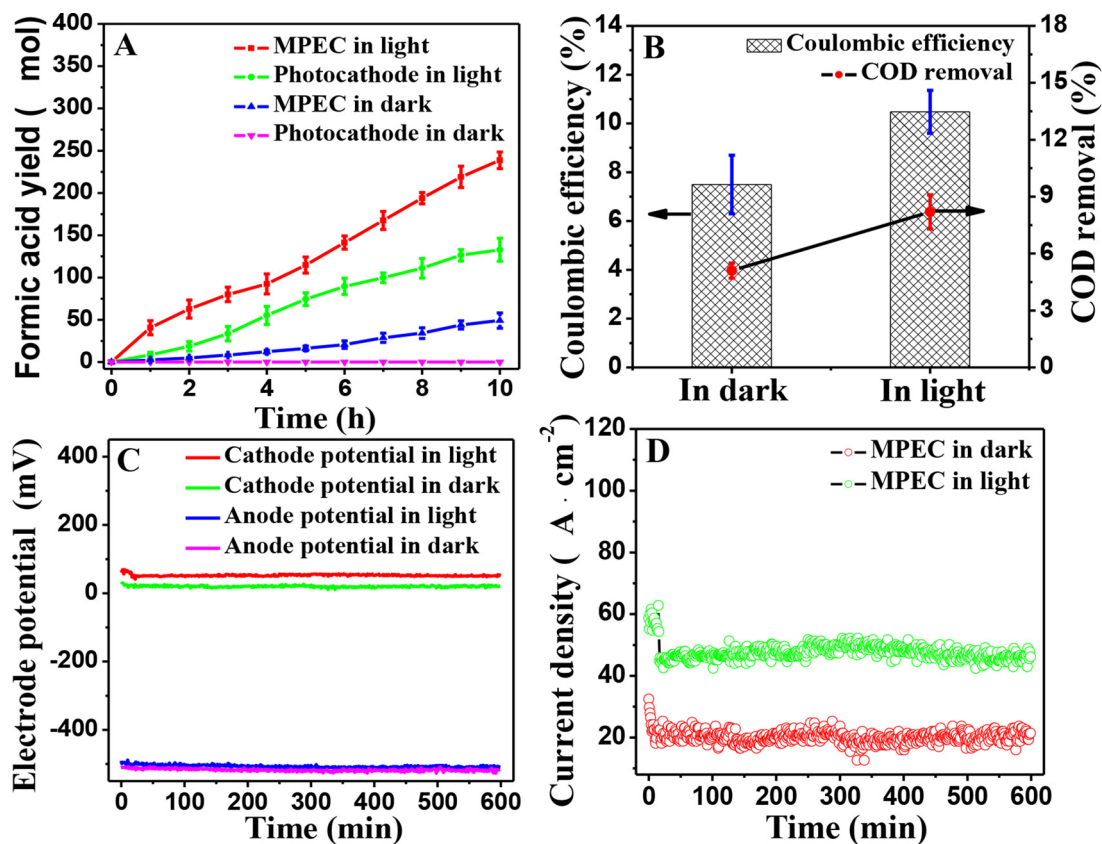 A
Formic acid yield ( mol)
400
350
300
250
200
150
100
50
0
MPEC in light
Photocathode in light
MPEC in dark
Photocathode in dark
0 2 4 6 8 10
Time (h)
B
Coulombic efficiency (%)
14
12
10
8
6
4
2
0
Coulombic efficiency
COD removal
18
15
12
9
6
3
0
COD removal (%)
In dark In light
C
Electrode potential (mV)
400
200
0
-200
-400
Cathode potential in light
Cathode potential in dark
Anode potential in light
Anode potential in dark
0 100 200 300 400 500 600
Time (min)
D
Current density ( A · cm-2)
120
100
80
60
40
20
MPEC in dark
MPEC in light
0 100 200 300 400 500 600
Time (min)